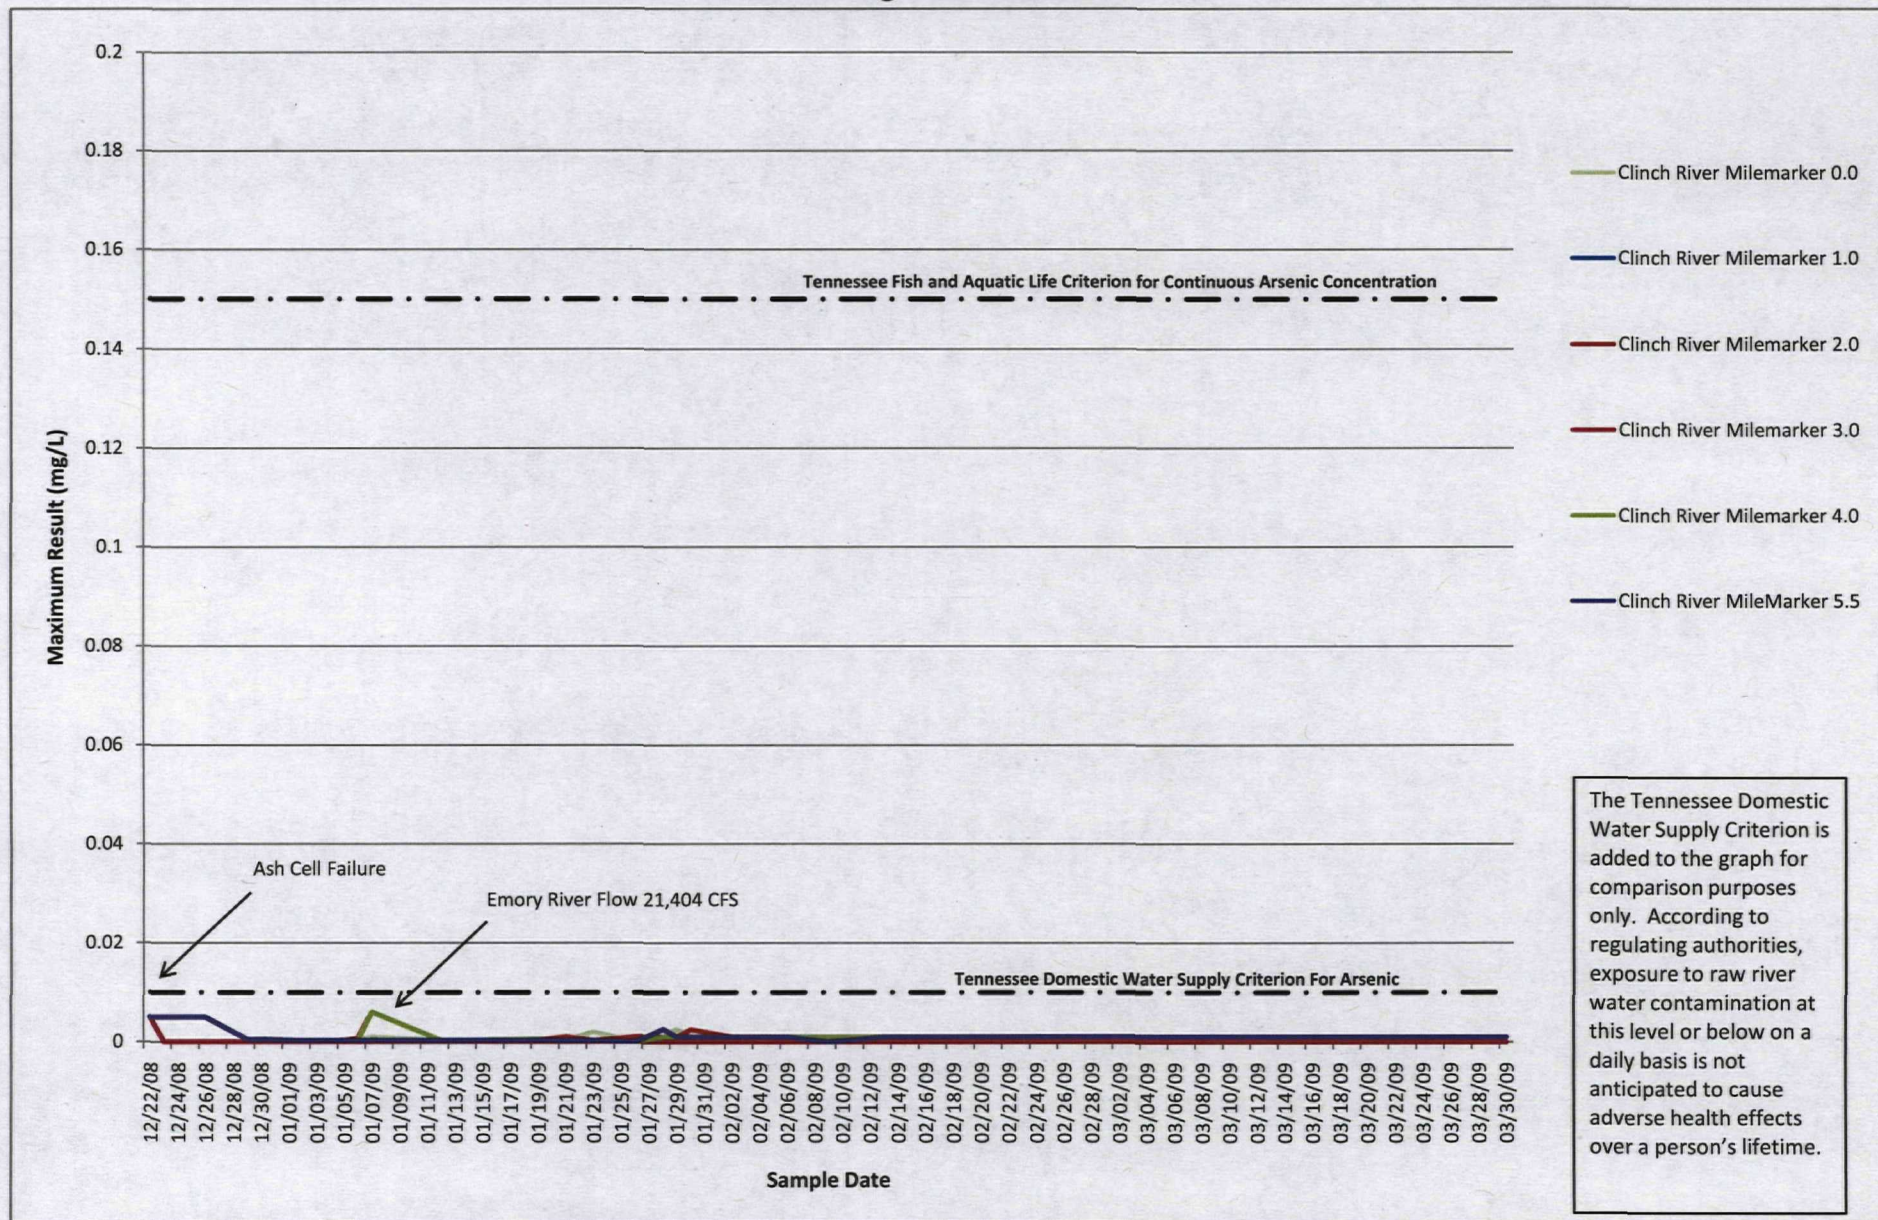 0.2
0.18
0.16
0.14
0.12
0.1
0.08
0.06
0.04
0.02
0
Maximum Result (mg/L)
Tennessee Fish and Aquatic Life Criterion for Continuous Arsenic Concentration
Ash Cell Failure
Emory River Flow 21,404 CFS
Tennessee Domestic Water Supply Criterion For Arsenic
12/22/08
12/24/08
12/26/08
12/28/08
12/30/08
01/01/09
01/03/09
01/05/09
01/07/09
01/09/09
01/11/09
01/13/09
01/15/09
01/17/09
01/19/09
01/21/09
01/23/09
01/25/09
01/27/09
01/29/09
01/31/09
02/02/09
02/04/09
02/06/09
02/08/09
02/10/09
02/12/09
02/14/09
02/16/09
02/18/09
02/20/09
02/22/09
02/24/09
02/26/09
02/28/09
03/02/09
03/04/09
03/06/09
03/08/09
03/10/09
03/12/09
03/14/09
03/16/09
03/18/09
03/20/09
03/22/09
03/24/09
03/26/09
03/28/09
03/30/09
Sample Date
Clinch River Milemarker 0.0
Clinch River Milemarker 1.0
Clinch River Milemarker 2.0
Clinch River Milemarker 3.0
Clinch River Milemarker 4.0
Clinch River MileMarker 5.5
The Tennessee Domestic
Water Supply Criterion is
added to the graph for
comparison purposes
only. According to
regulating authorities,
exposure to raw river
water contamination at
this level or below on a
daily basis is not
anticipated to cause
adverse health effects
over a person's lifetime.